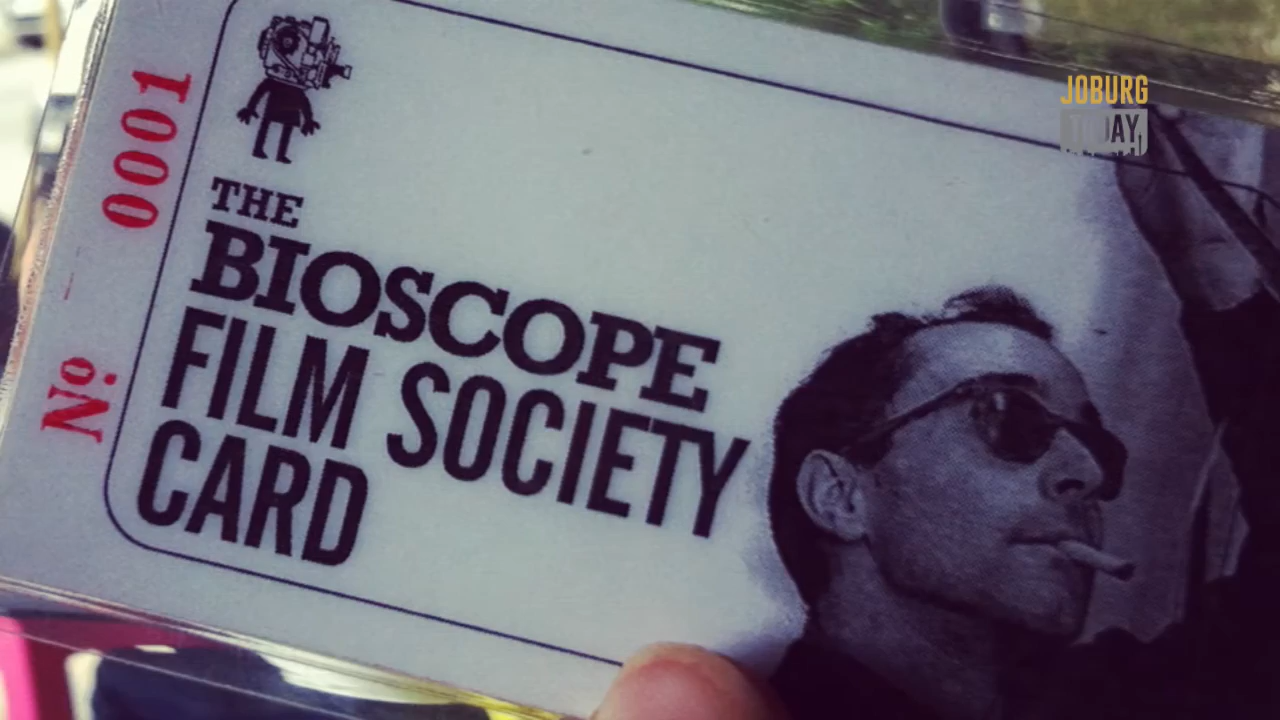 JOBURG
TODAY
No. 0001
THE
BIOSCOPE
FILM SOCIETY
CARD